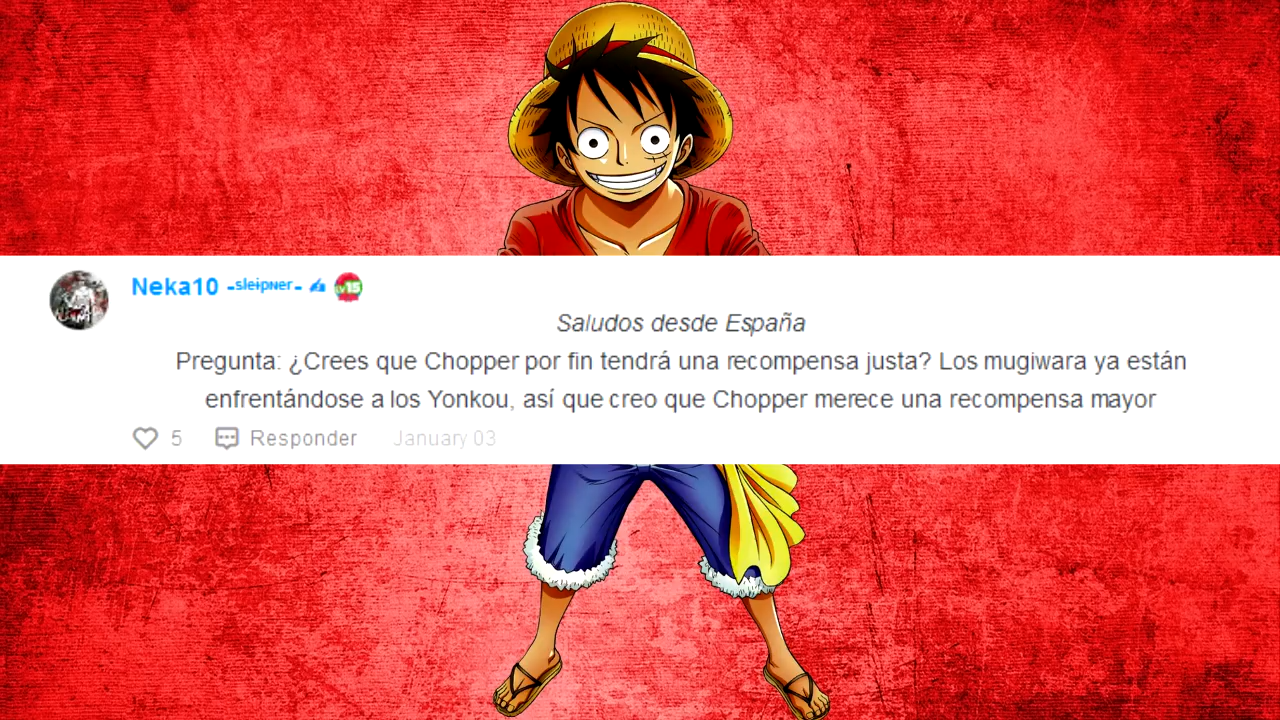 Neka10 -sleipner- ✍ LV15
Saludos desde España
Pregunta: ¿Crees que Chopper por fin tendrá una recompensa justa? Los mugiwara ya están
enfrentándose a los Yonkou, así que creo que Chopper merece una recompensa mayor
5 Responder January 03